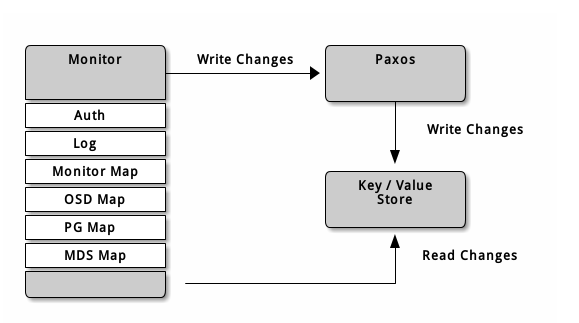 Monitor
Write Changes
Paxos
Auth
Log
Monitor Map
OSD Map
PG Map
MDS Map
Write Changes
Key / Value
Store
Read Changes